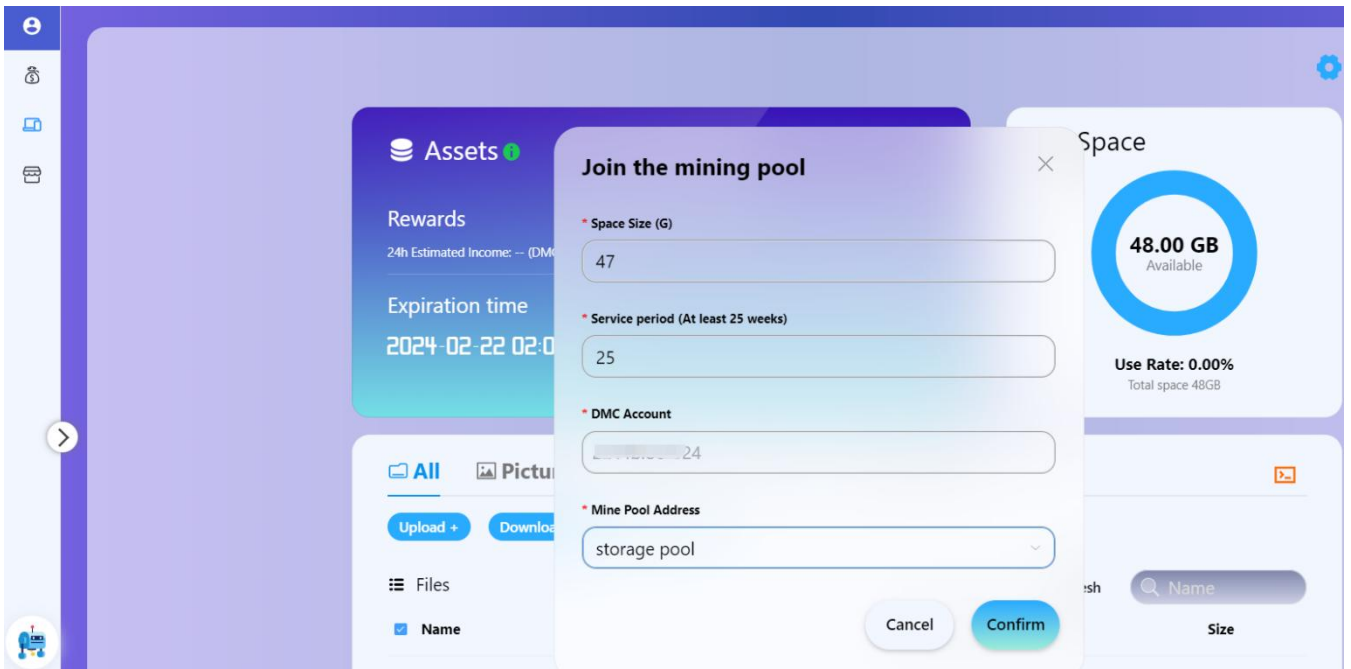 Assets
Space
Join the mining pool
Rewards
* Space Size (G)
24h Estimated Income: -- (DM
47
48.00 GB
Available
Expiration time
* Service period (At least 25 weeks)
2024-02-22 02:0
25
Use Rate: 0.00%
Total space 48GB
* DMC Account
24
All
Pictu
* Mine Pool Address
Upload +
Downloa
storage pool
Files
esh
Name
Cancel
Confirm
Name
Size